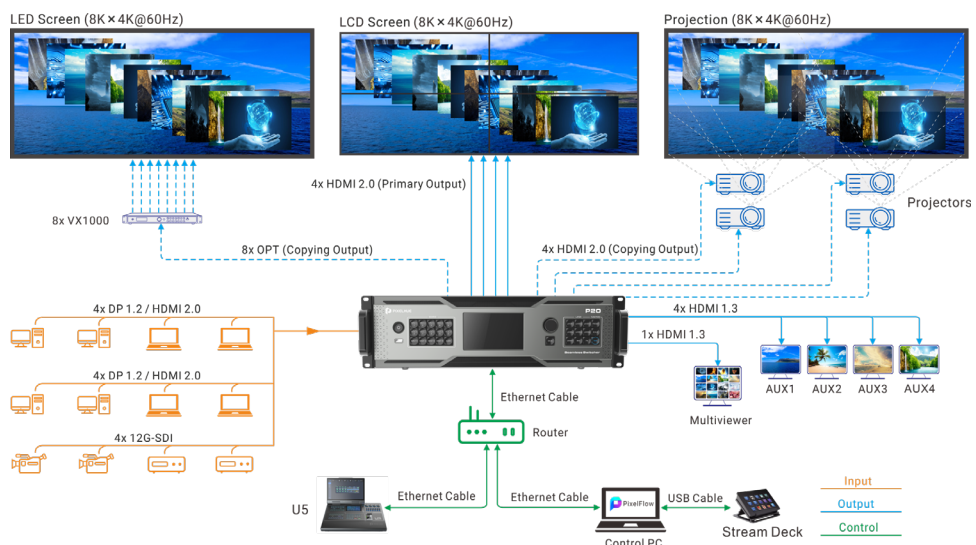 LED Screen (8K×4K@60Hz)
LCD Screen (8K×4K@60Hz)
Projection (8K×4K@60Hz)
4x HDMI 2.0 (Primary Output)
8x VX1000
8x OPT (Copying Output)
4x HDMI 2.0 (Copying Output)
Projectors
4x DP 1.2 / HDMI 2.0
P20
4x HDMI 1.3
1x HDMI 1.3
AUX1
AUX2
AUX3
AUX4
4x DP 1.2 / HDMI 2.0
Ethernet Cable
Multiviewer
4x 12G-SDI
Router
U5
Ethernet Cable
Ethernet Cable
PixelFlow
USB Cable
Control PC
Stream Deck
Input
Output
Control